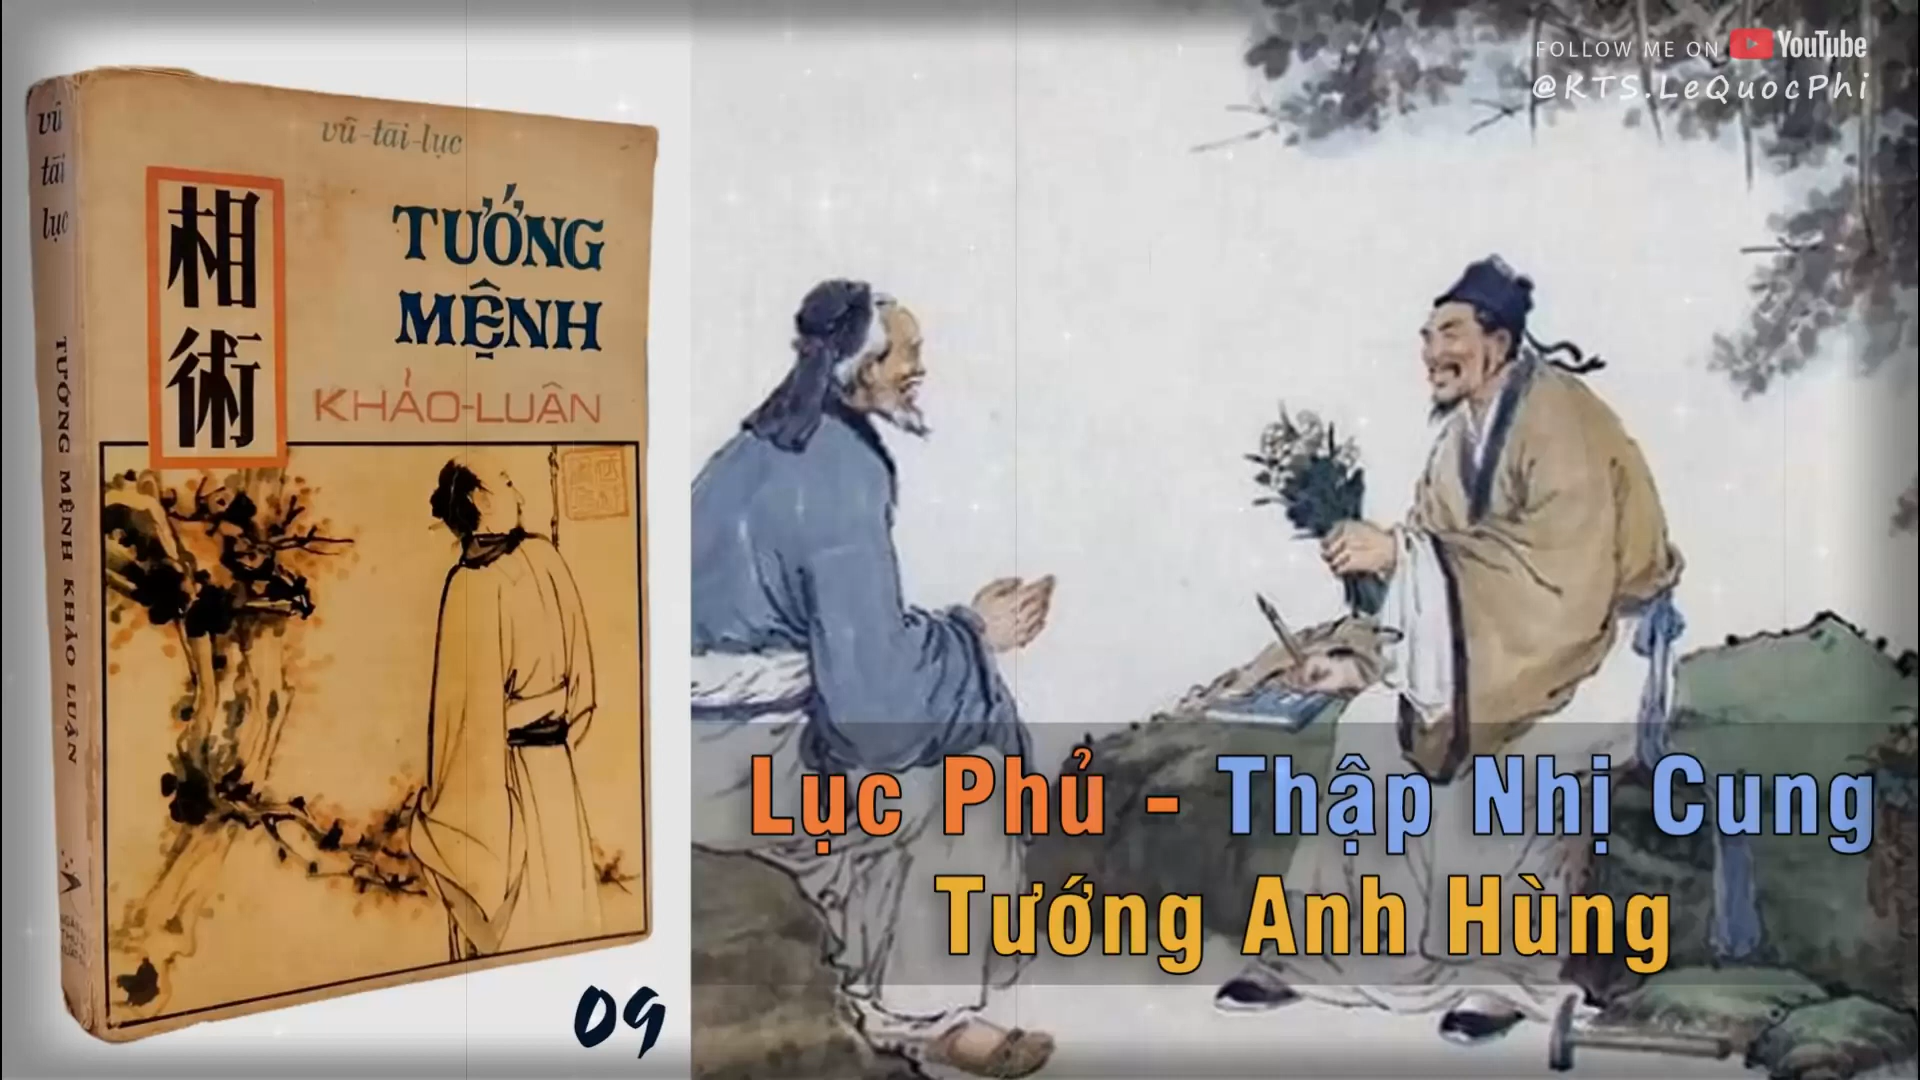 FOLLOW ME ON YouTube
@KTS.LeQuocPhi
vũ
tài
lục
TƯỚNG MỆNH KHẢO LUẬN
vũ-tài-lục
相
術
TƯỚNG
MỆNH
KHẢO-LUẬN
09
Lục Phủ - Thập Nhị Cung
Tướng Anh Hùng